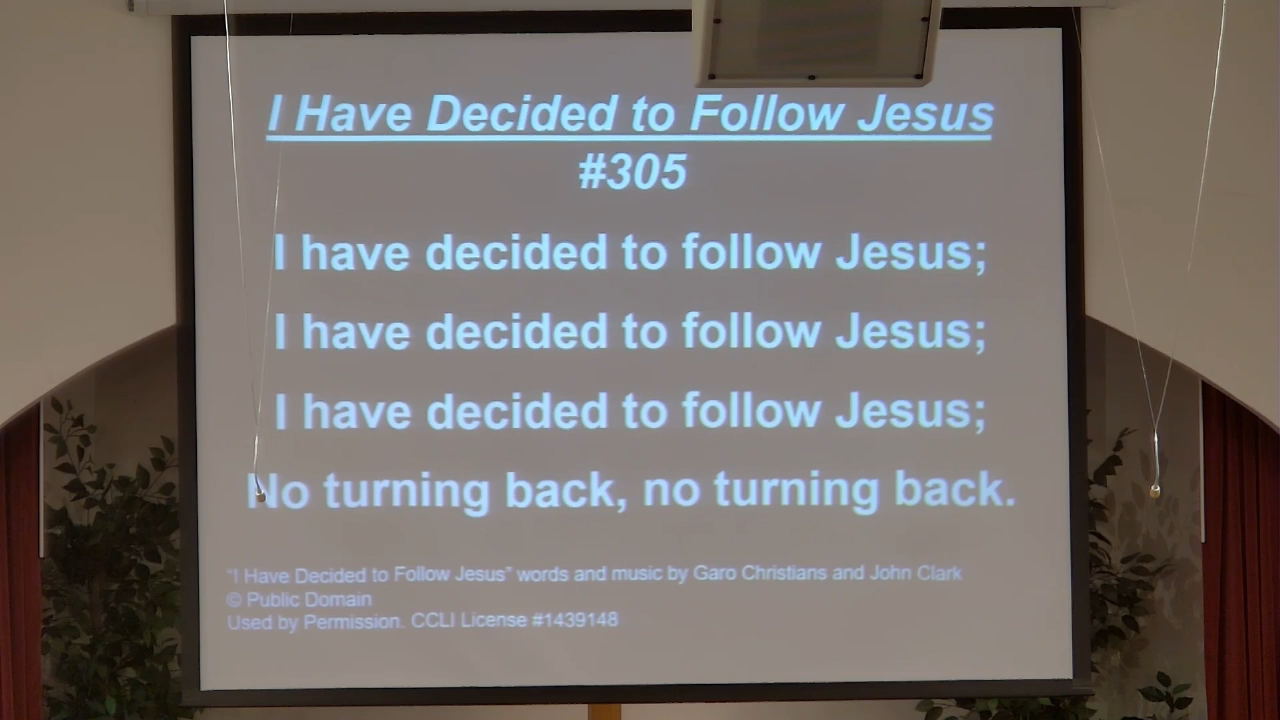 I Have Decided to Follow Jesus
#305
I have decided to follow Jesus;
I have decided to follow Jesus;
I have decided to follow Jesus;
No turning back, no turning back.
"I Have Decided to Follow Jesus" words and music by Garo Christians and John Clark
© Public Domain
Used by Permission. CCLI License #1439148